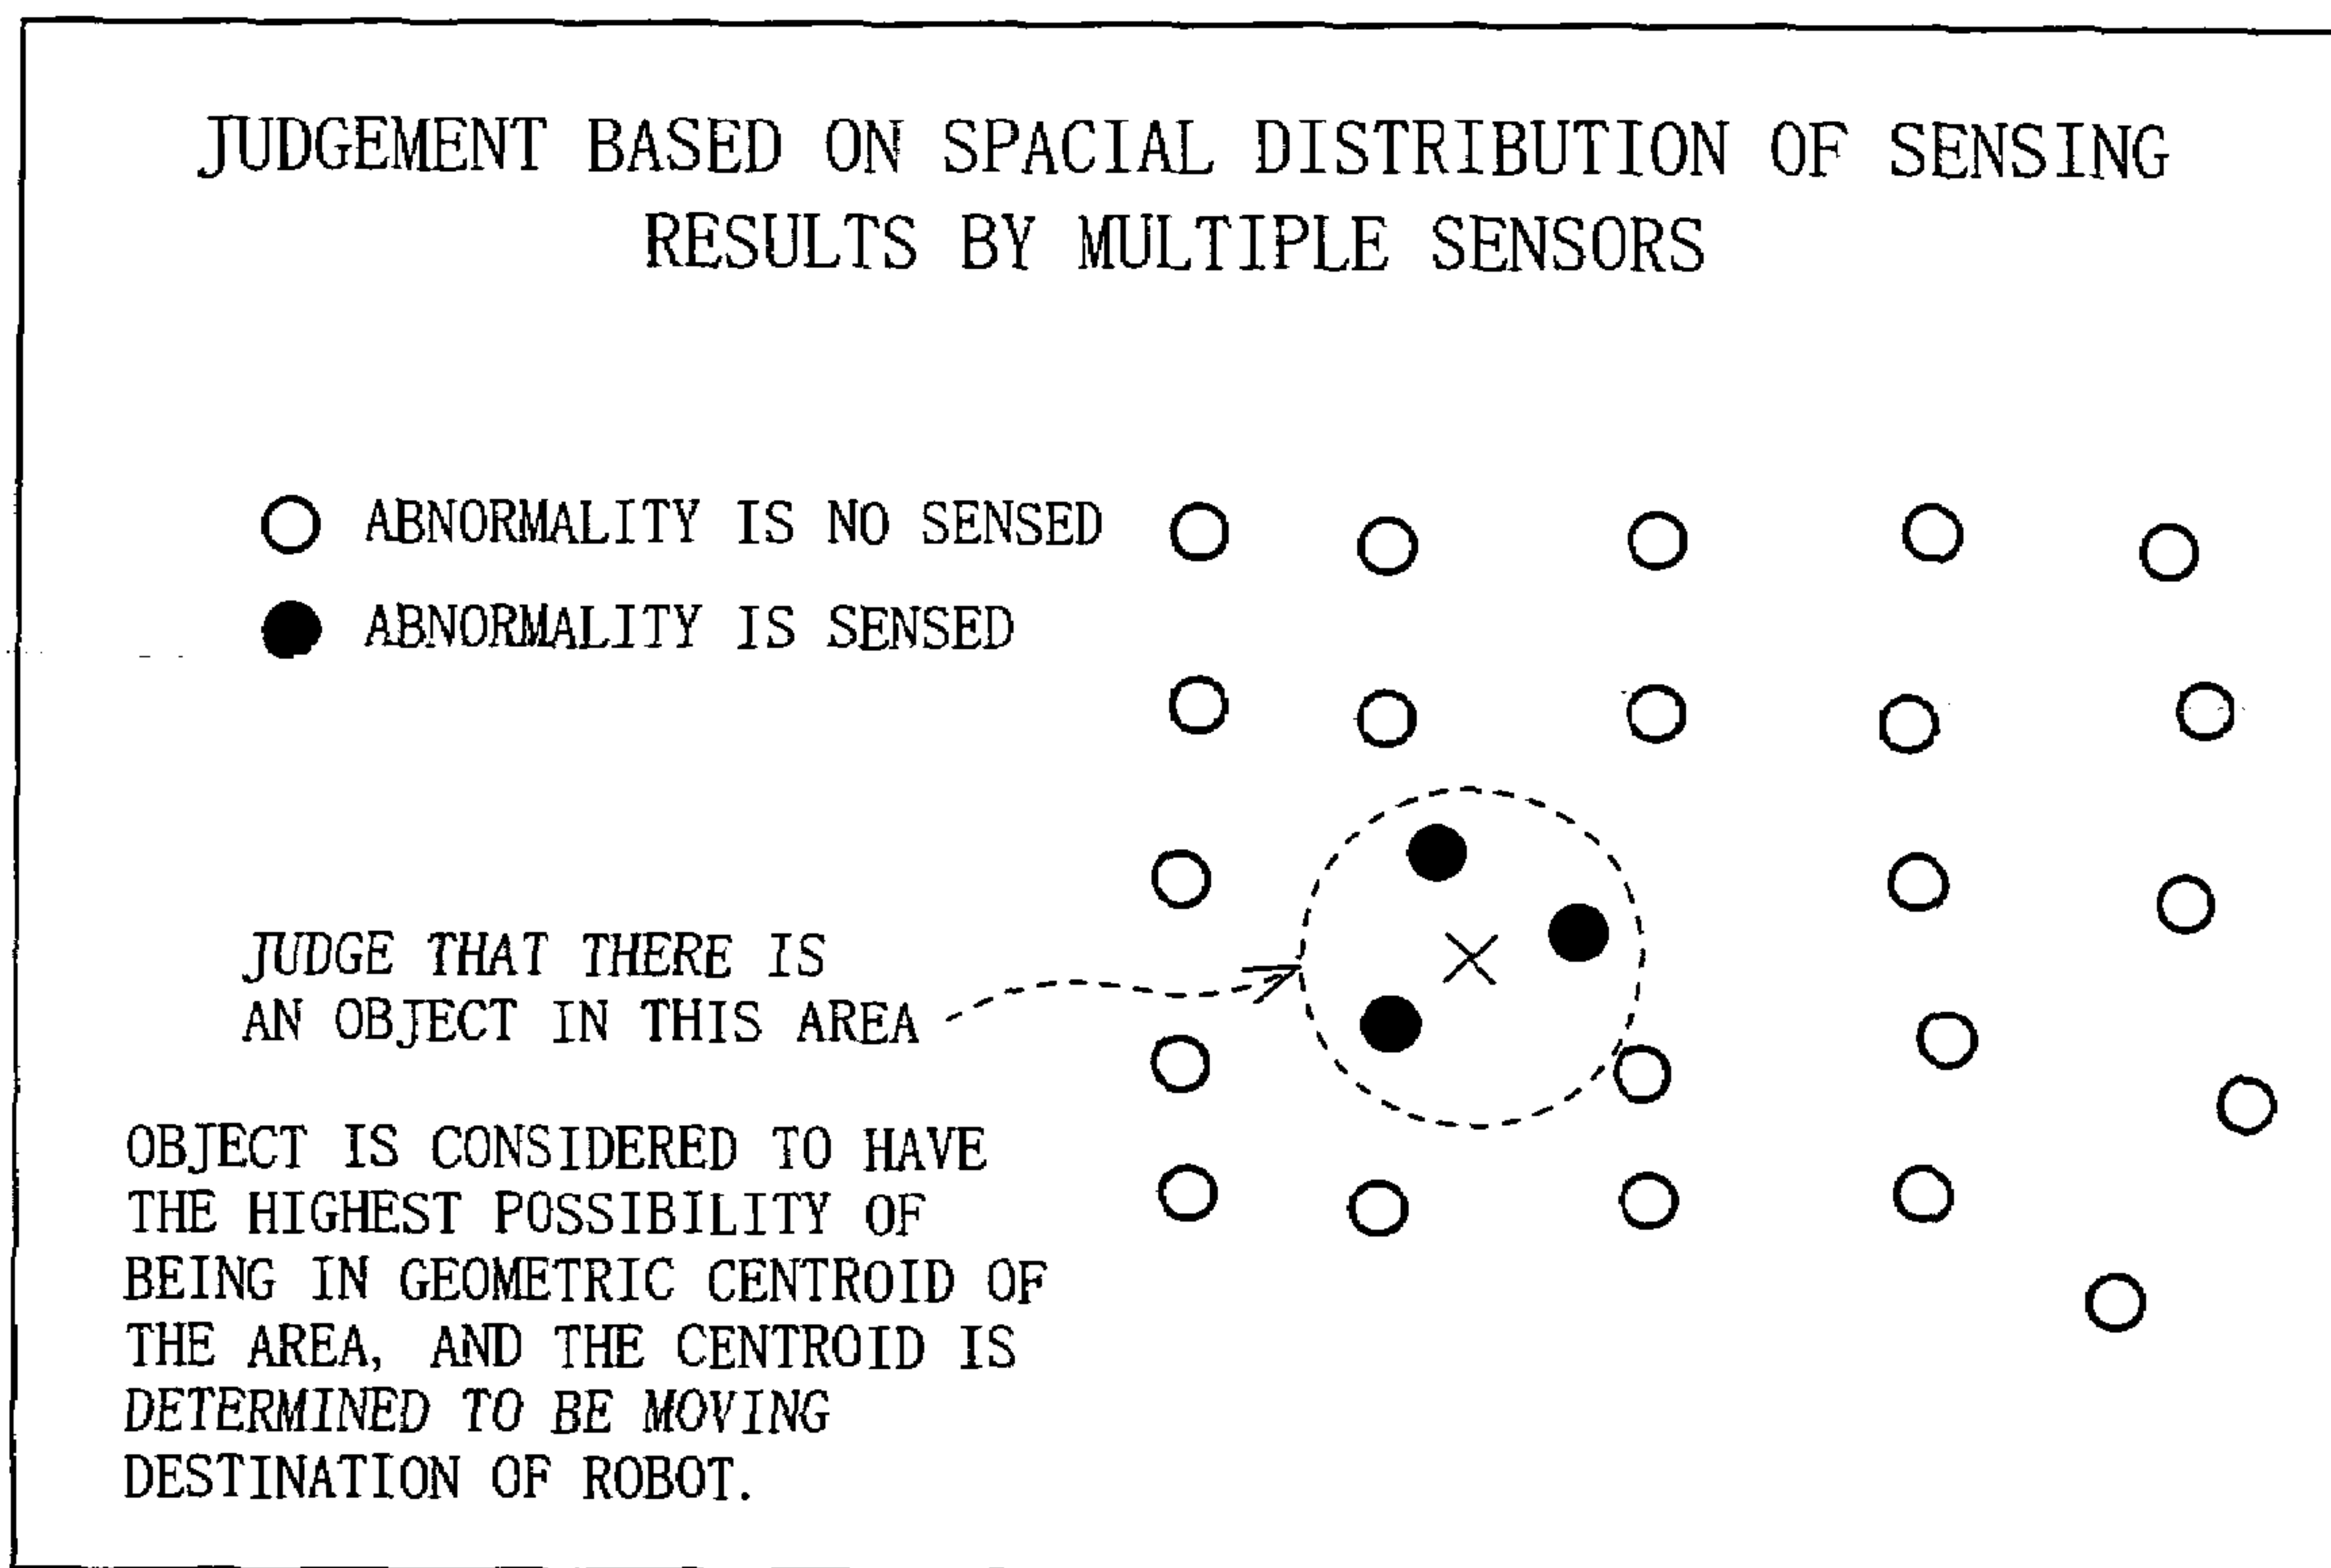 JUDGEMENT BASED ON SPACIAL DISTRIBUTION OF SENSING
RESULTS BY MULTIPLE SENSORS
ABNORMALITY IS NO SENSED
ABNORMALITY IS SENSED
JUDGE THAT THERE IS
AN OBJECT IN THIS AREA
OBJECT IS CONSIDERED TO HAVE
THE HIGHEST POSSIBILITY OF
BEING IN GEOMETRIC CENTROID OF
THE AREA, AND THE CENTROID IS
DETERMINED TO BE MOVING
DESTINATION OF ROBOT.